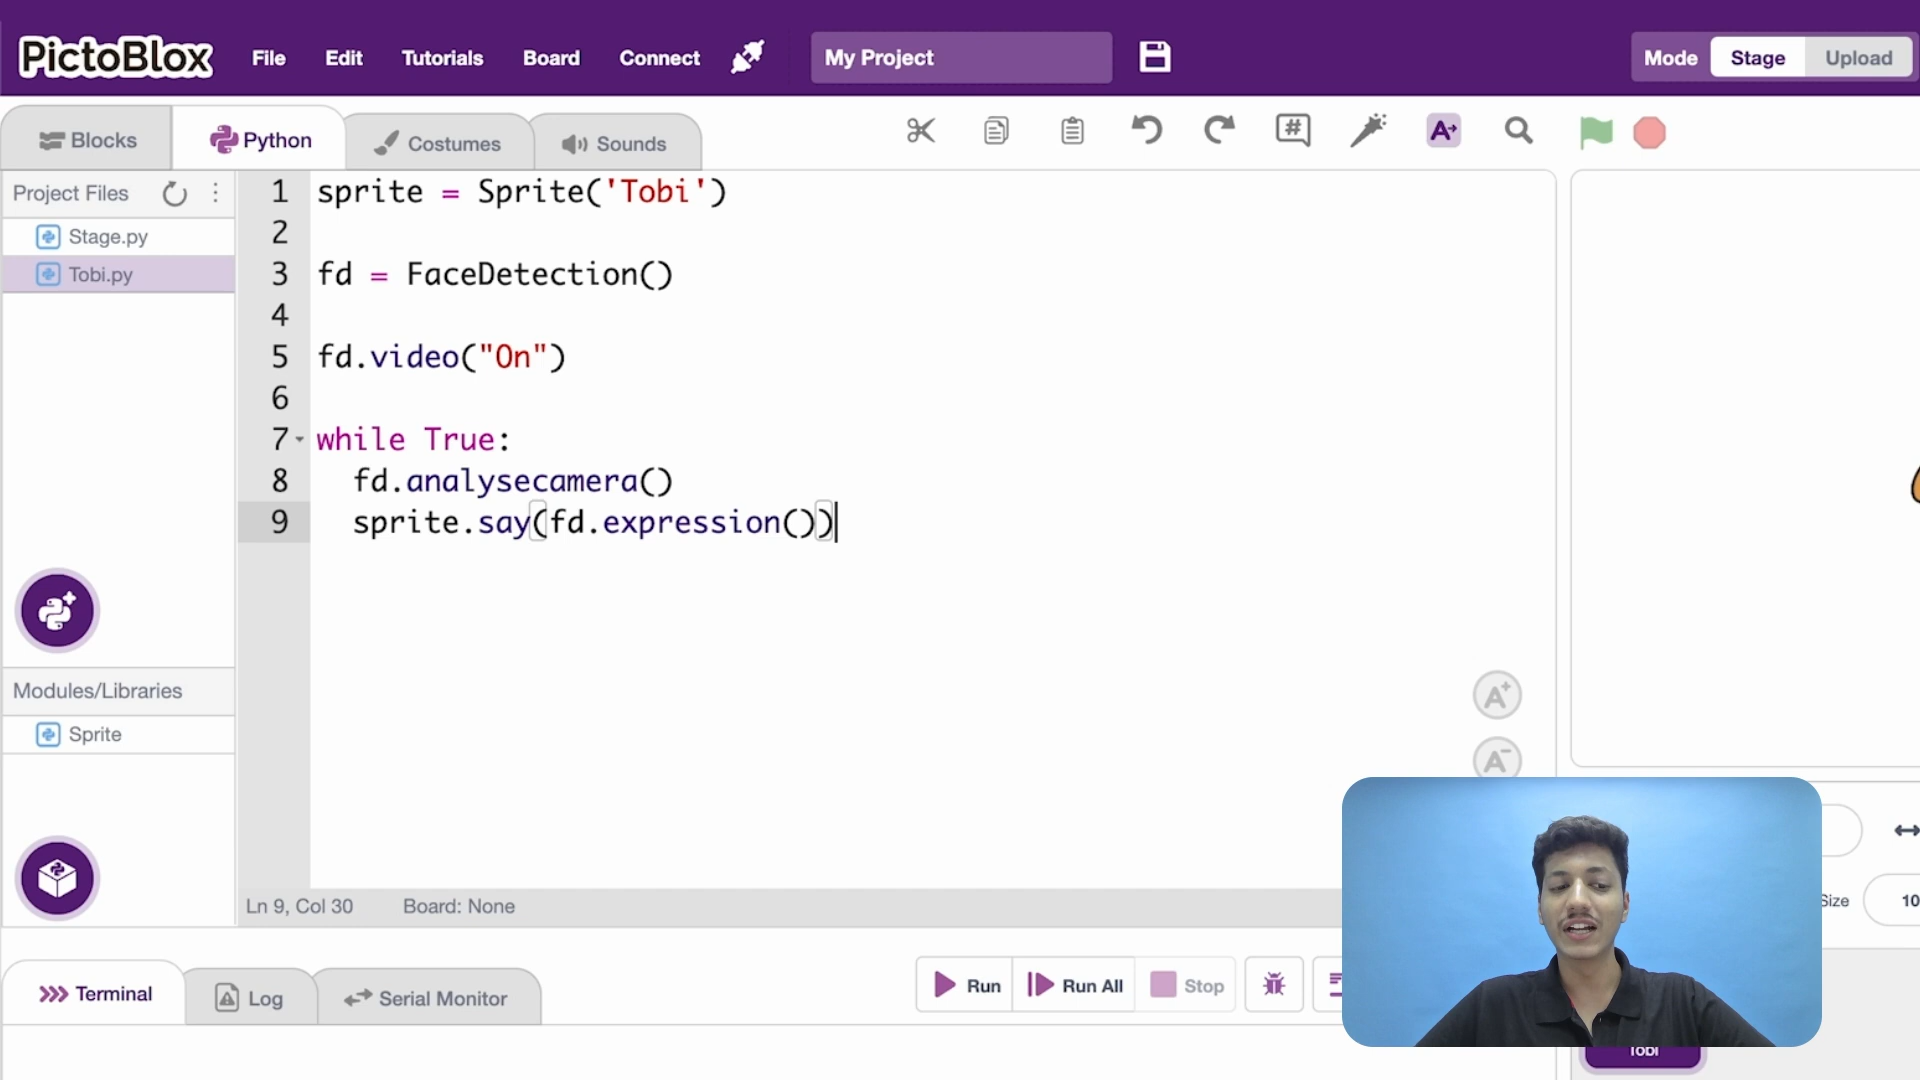 PictoBlox File Edit Tutorials Board Connect My Project Mode Stage Upload
Blocks Python Costumes Sounds
Project Files
Stage.py
Tobi.py
1 sprite = Sprite('Tobi')
2
3 fd = FaceDetection()
4
5 fd.video("On")
6
7 while True:
8 fd.analysecamera()
9 sprite.say(fd.expression())
Modules/Libraries
Sprite
A+
A-
Ln 9, Col 30 Board: None
Size 10
Terminal Log Serial Monitor Run Run All Stop
Tobi